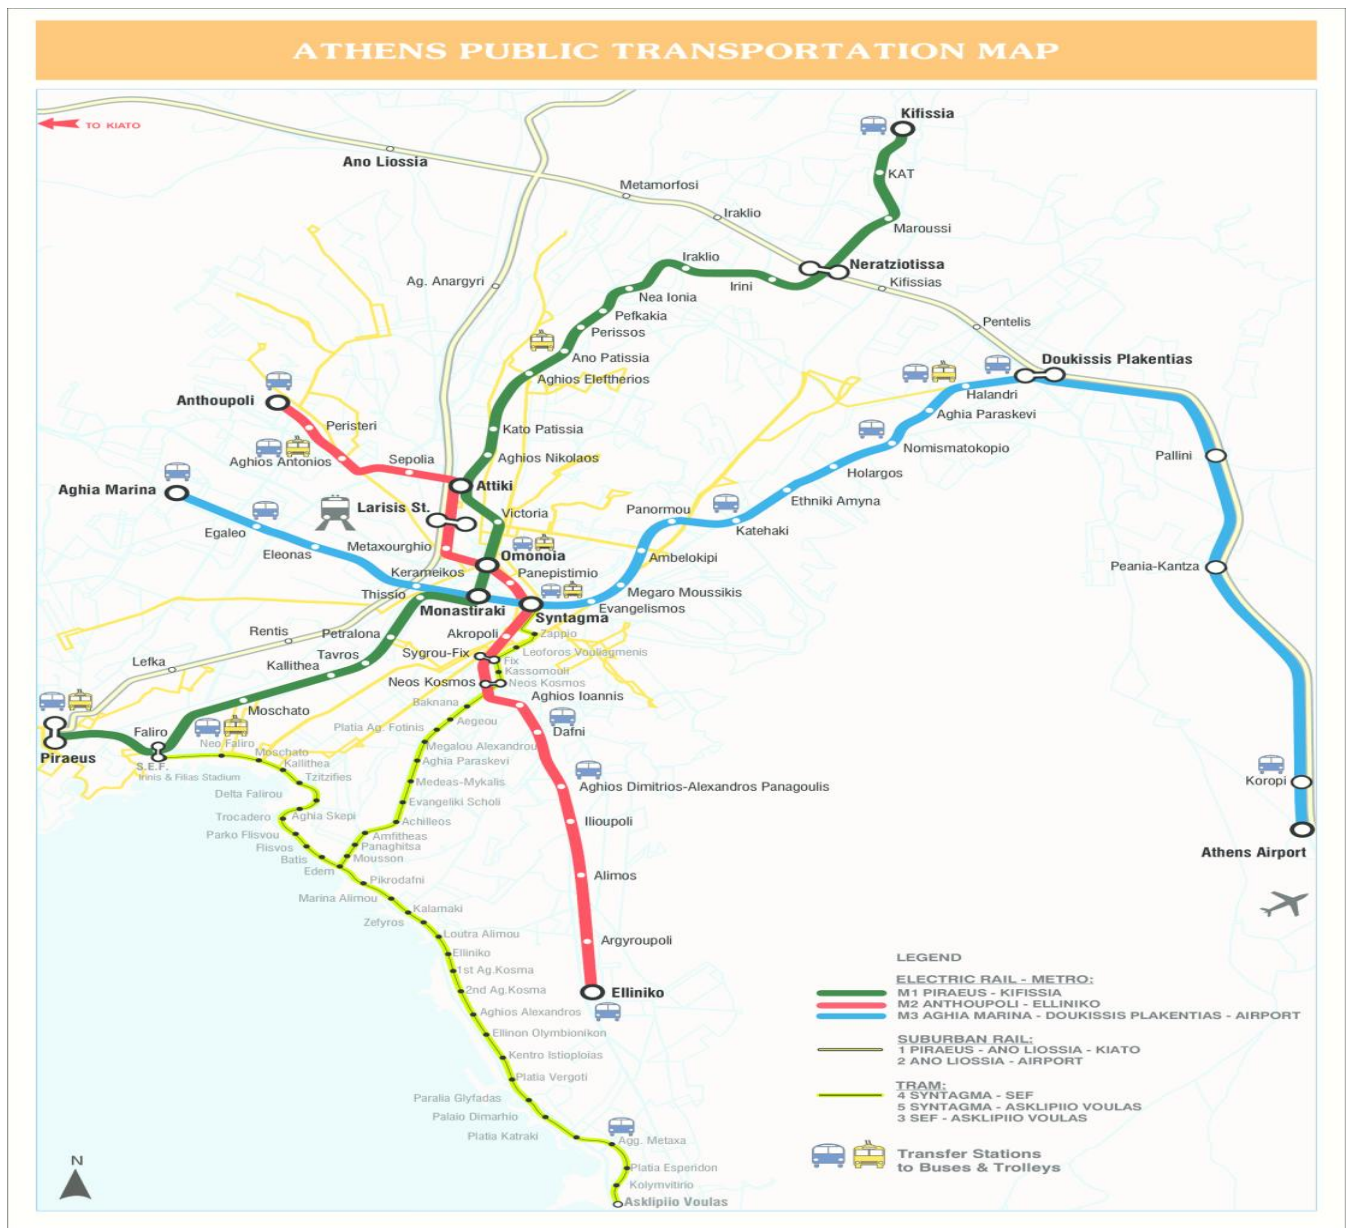 ATHENS PUBLIC TRANSPORTATION MAP
TO KIATO
Kifissia
Ano Liossia
KAT
Metamorfosi
Iraklio
Maroussi
Iraklio
Neratziotissa
Ag. Anargyri
Irini
Kifissias
Nea Ionia
Pefkakia
Pentelis
Perissos
Ano Patissia
Doukissis Plakentias
Aghios Eleftherios
Halandri
Anthoupoli
Aghia Paraskevi
Peristeri
Kato Patissia
Nomismatokopio
Aghios Antonios
Sepolia
Aghios Nikolaos
Pallini
Holargos
Aghia Marina
Attiki
Ethniki Amyna
Larisis St.
Victoria
Panormou
Katehaki
Egaleo
Metaxourghio
Eleonas
Omonoia
Ambelokipi
Peania-Kantza
Kerameikos
Panepistimio
Thissio
Megaro Moussikis
Monastiraki
Evangelismos
Syntagma
Rentis
Petralona
Akropoli
Zappio
Tavros
Sygrou-Fix
Leoforos Vouliagmenis
Lefka
Kallithea
Fix
Kassomouli
Neos Kosmos
Neos Kosmos
Aghios Ioannis
Moschato
Baknana
Faliro
Platia Ag. Fotinis
Aegeou
Dafni
Piraeus
Neo Faliro
Megalou Alexandrou
S.E.F.
Irinis & Filias Stadium
Moschato
Kallithea
Aghia Paraskevi
Tzitzifies
Medeas-Mykalis
Aghios Dimitrios-Alexandros Panagoulis
Koropi
Delta Falirou
Evangeliki Scholi
Trocadero
Aghia Skepi
Achilleos
Ilioupoli
Parko Flisvou
Amfitheas
Athens Airport
Flisvos
Panaghitsa
Batis
Mousson
Edem
Pikrodafni
Alimos
Marina Alimou
Kalamaki
Zefyros
Loutra Alimou
Argyroupoli
Elliniko
1st Ag.Kosma
2nd Ag.Kosma
Elliniko
Aghios Alexandros
Ellinon Olymbionikon
Kentro Istioploias
Platia Vergoti
Paralia Glyfadas
Palaio Dimarhio
Platia Katraki
Agg. Metaxa
Platia Esperidon
Kolymvitirio
Asklipiio Voulas
N
LEGEND
ELECTRIC RAIL - METRO:
M1 PIRAEUS - KIFISSIA
M2 ANTHOUPOLI - ELLINIKO
M3 AGHIA MARINA - DOUKISSIS PLAKENTIAS - AIRPORT
SUBURBAN RAIL:
1 PIRAEUS - ANO LIOSSIA - KIATO
2 ANO LIOSSIA - AIRPORT
TRAM:
4 SYNTAGMA - SEF
5 SYNTAGMA - ASKLIPIIO VOULAS
3 SEF - ASKLIPIIO VOULAS
Transfer Stations
to Buses & Trolleys